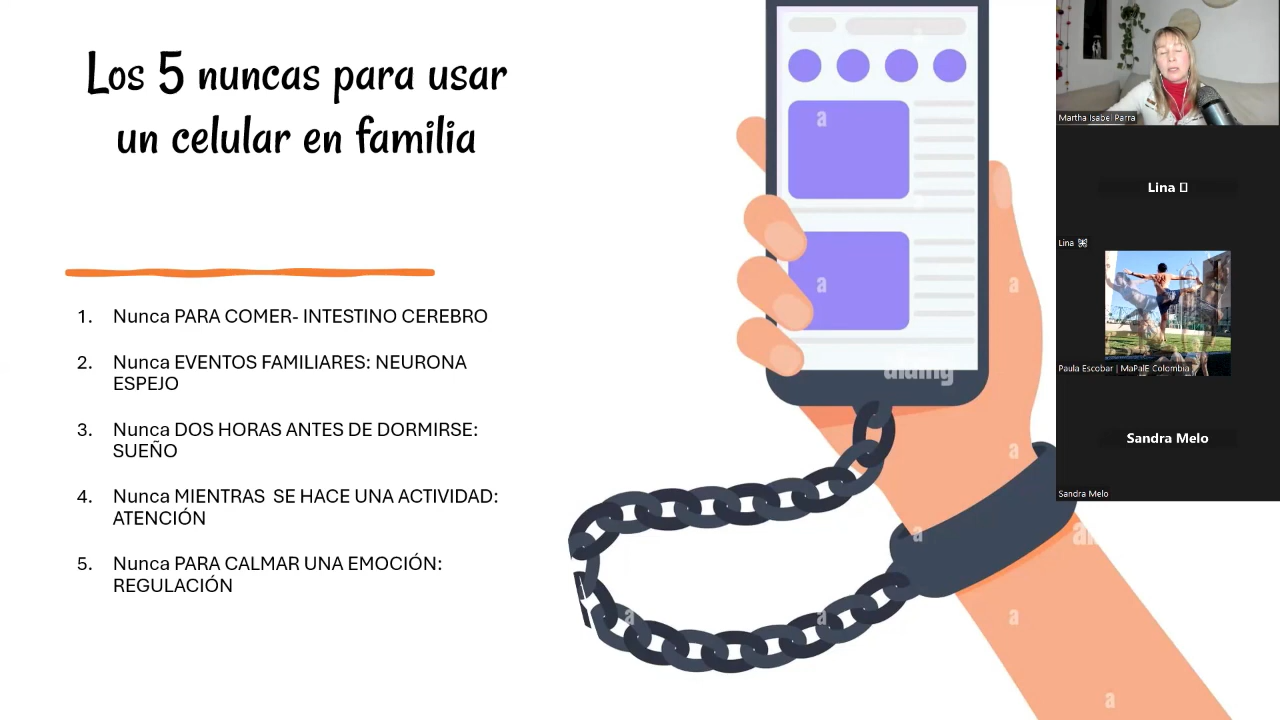 Los 5 nuncas para usar
un celular en familia
1. Nunca PARA COMER- INTESTINO CEREBRO
2. Nunca EVENTOS FAMILIARES: NEURONA
ESPEJO
3. Nunca DOS HORAS ANTES DE DORMIRSE:
SUEÑO
4. Nunca MIENTRAS SE HACE UNA ACTIVIDAD:
ATENCIÓN
5. Nunca PARA CALMAR UNA EMOCIÓN:
REGULACIÓN
a
a
a
a
alamy
a
a
a
a
a
a
a
Martha Isabel Parra
Lina
Lina
Paula Escobar | MaPalE Colombia
Sandra Melo
Sandra Melo